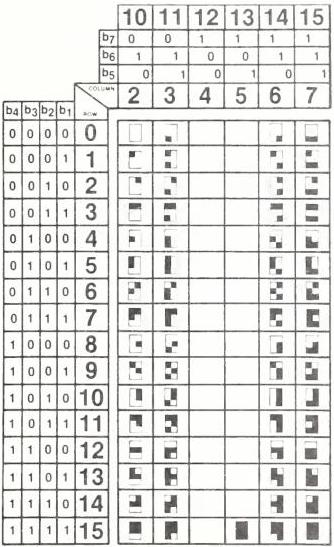 10 11 12 13 14 15
b7 0 0 1 1 1 1
b6 1 1 0 0 1 1
b5 0 1 0 1 0 1
COLUMN 2 3 4 5 6 7
b4 b3 b2 b1 ROW
0 0 0 0 0
0 0 0 1 1
0 0 1 0 2
0 0 1 1 3
0 1 0 0 4
0 1 0 1 5
0 1 1 0 6
0 1 1 1 7
1 0 0 0 8
1 0 0 1 9
1 0 1 0 10
1 0 1 1 11
1 1 0 0 12
1 1 0 1 13
1 1 1 0 14
1 1 1 1 15